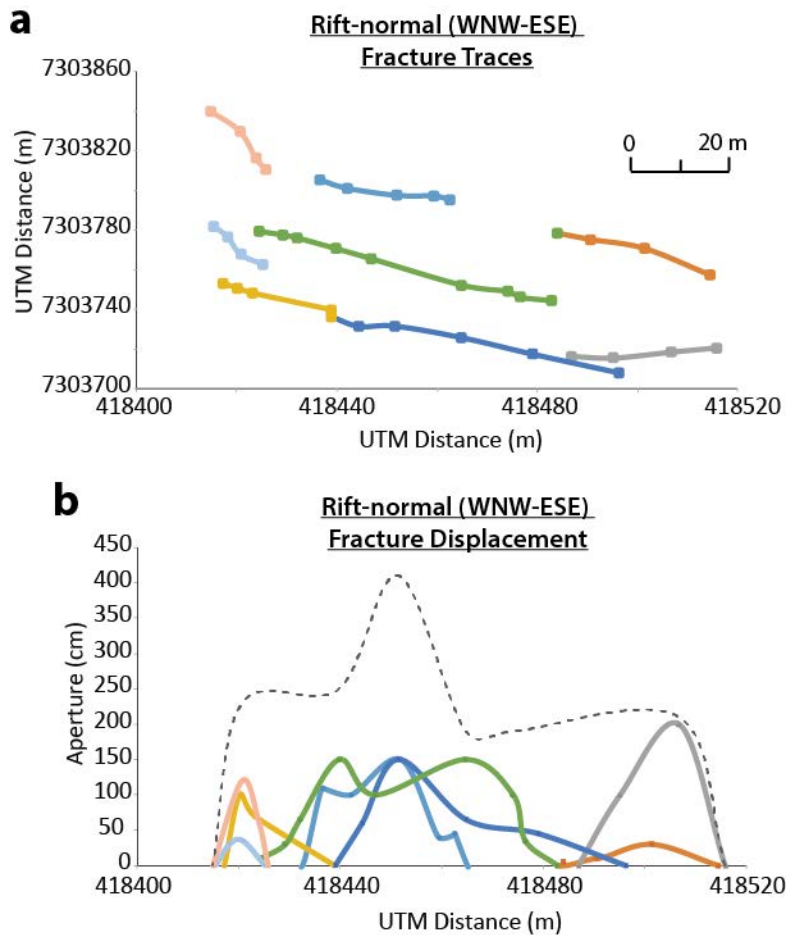 a
Rift-normal (WNW-ESE)
Fracture Traces
7303860
7303820
7303780
7303740
7303700
UTM Distance (m)
0 20 m
418400 418440 418480 418520
UTM Distance (m)
b
Rift-normal (WNW-ESE)
Fracture Displacement
450
400
350
300
250
200
150
100
50
0
Aperture (cm)
418400 418440 418480 418520
UTM Distance (m)